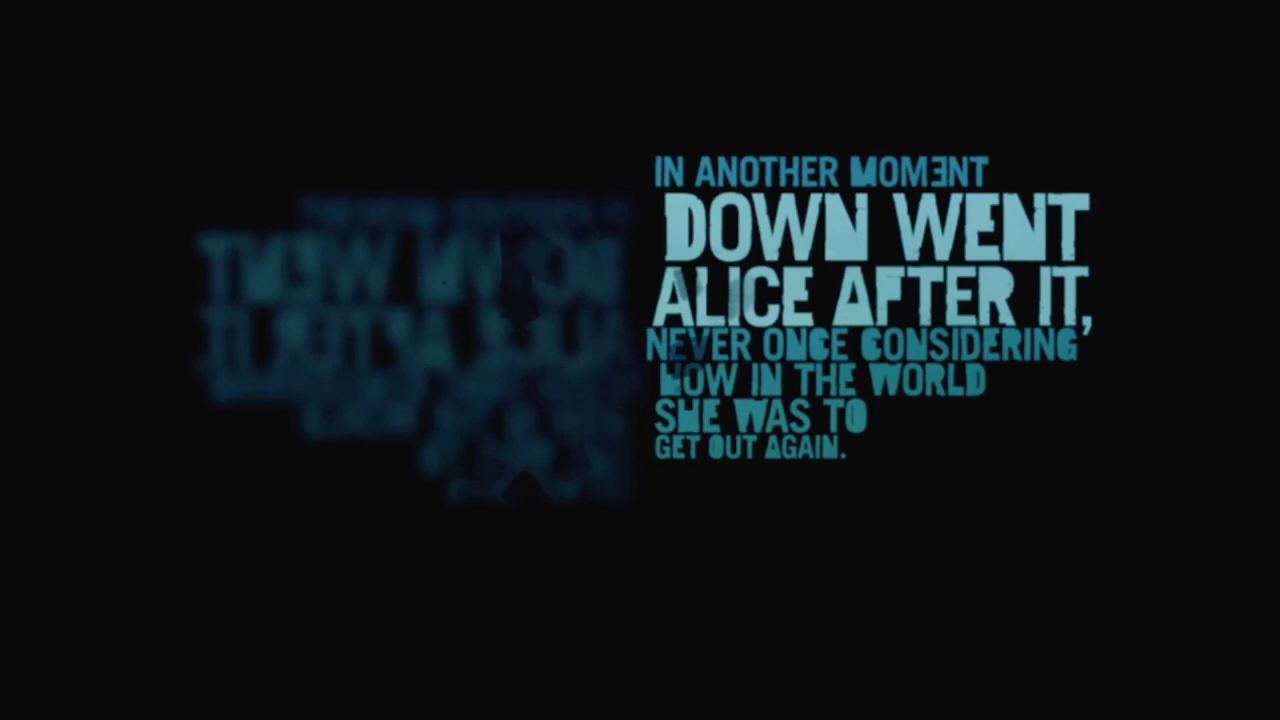 IN ANOTHER MOMENT
DOWN WENT
ALICE AFTER IT,
NEVER ONCE CONSIDERING
HOW IN THE WORLD
SHE WAS TO
GET OUT AGAIN.